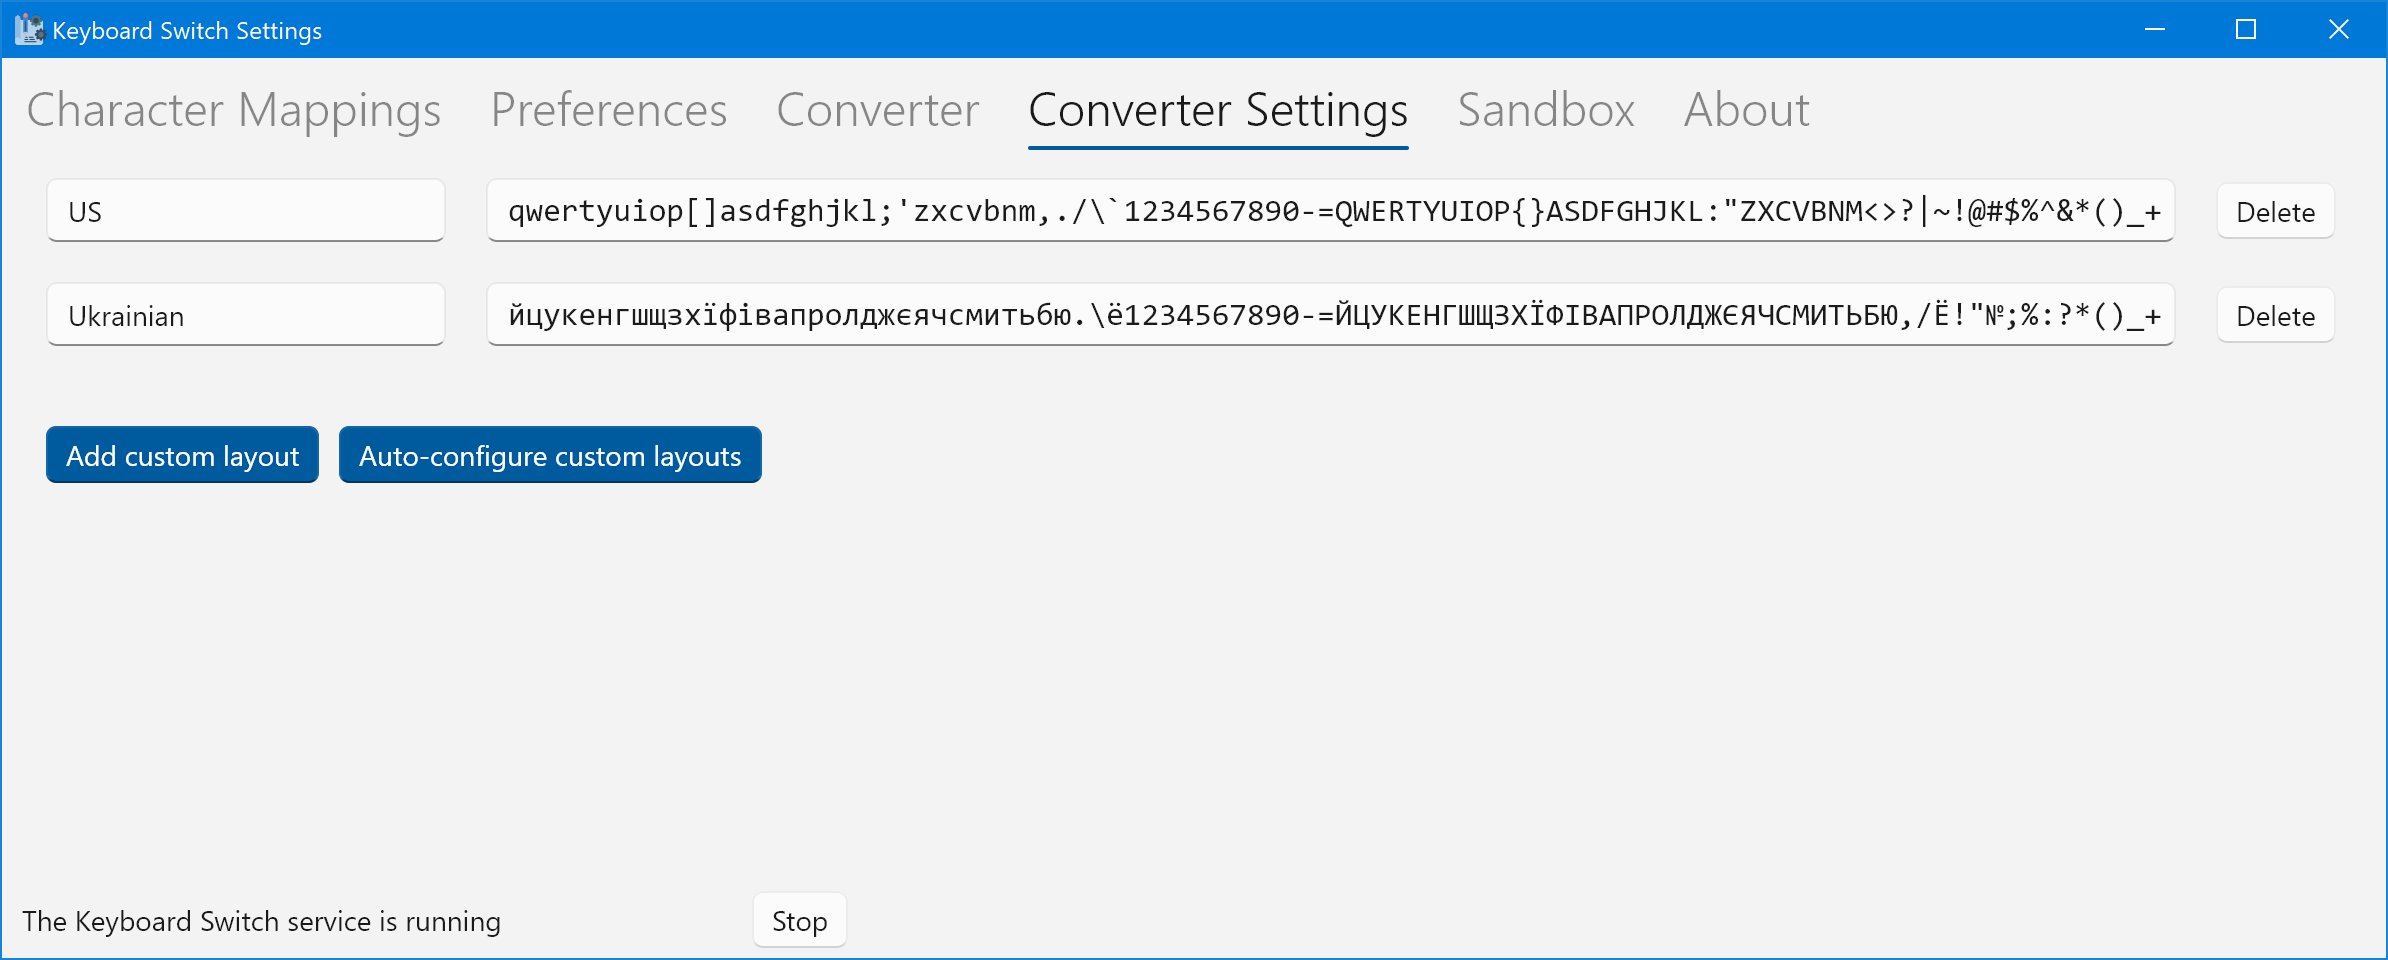 Keyboard Switch Settings
Character Mappings Preferences Converter Converter Settings Sandbox About
US qwertyuiop[]asdfghjkl;'zxcvbnm,./\`1234567890-=QWERTYUIOP{}ASDFGHJKL:"ZXCVBNM<>?|~!@#$%^&*()_+ Delete
Ukrainian йцукенгшщзхїфівапролджєячсмитьбю.\ё1234567890-=ЙЦУКЕНГШЩЗХЇФІВАПРОЛДЖЄЯЧСМИТЬБЮ,/Ё!"№;%:?*()_+ Delete
Add custom layout Auto-configure custom layouts
The Keyboard Switch service is running Stop